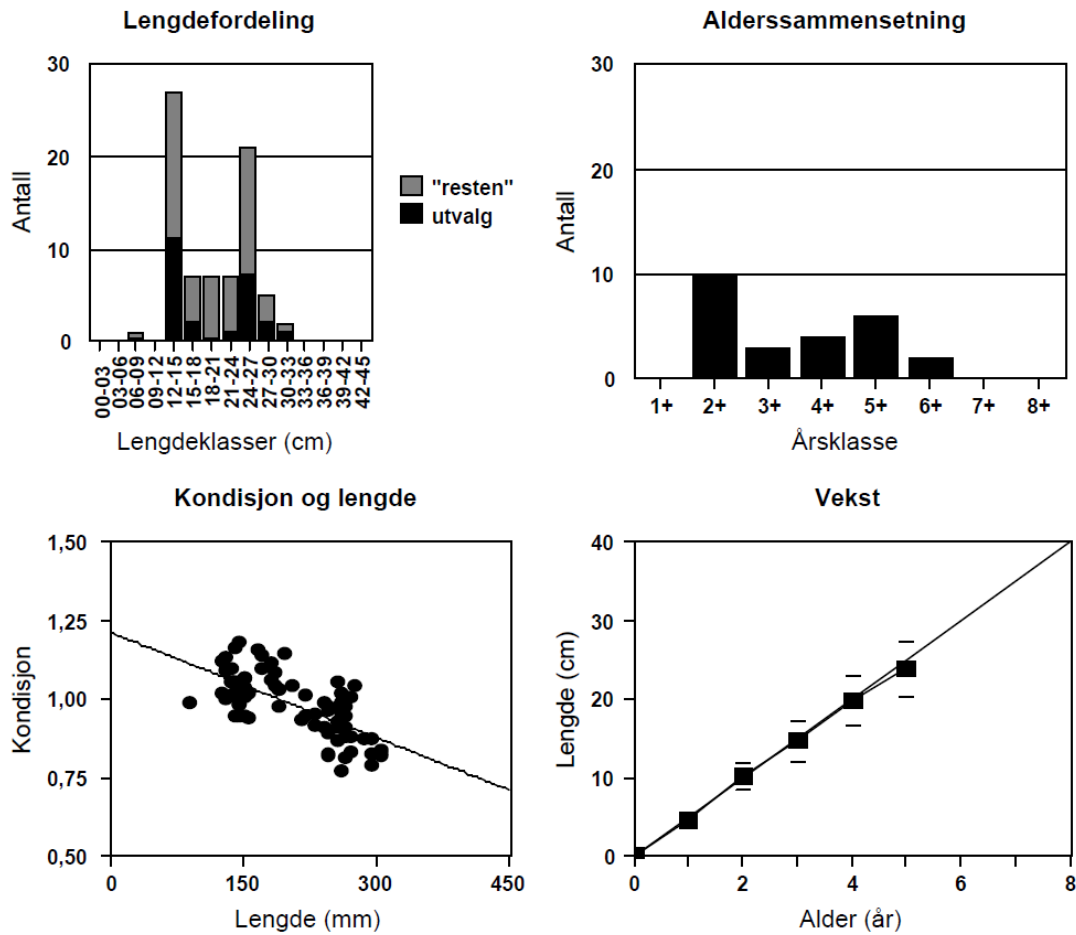 Lengdefordeling
Antall
30
20
10
0
00-03
03-06
06-09
09-12
12-15
15-18
18-21
21-24
24-27
27-30
30-33
33-36
36-39
39-42
42-45
Lengdeklasser (cm)
"resten"
utvalg
Alderssammensetning
Antall
30
20
10
0
1+ 2+ 3+ 4+ 5+ 6+ 7+ 8+
Årsklasse
Kondisjon og lengde
Kondisjon
1,50
1,25
1,00
0,75
0,50
0 150 300 450
Lengde (mm)
Vekst
Lengde (cm)
40
30
20
10
0
0 2 4 6 8
Alder (år)